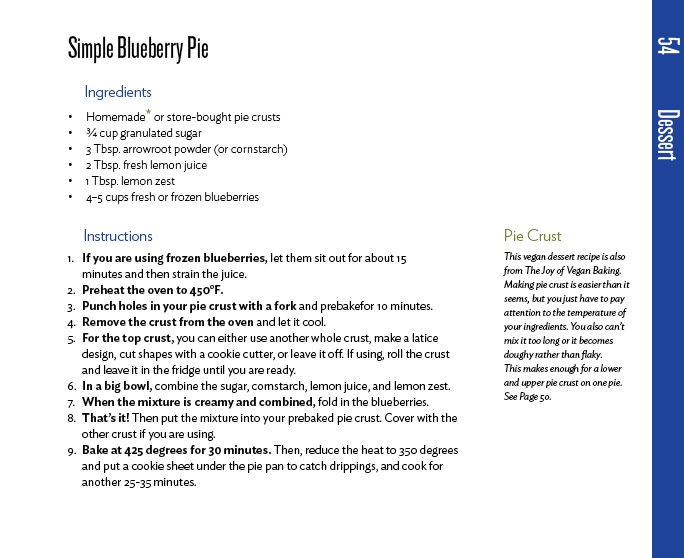 Simple Blueberry Pie
Ingredients
• Homemade* or store-bought pie crusts
• ¾ cup granulated sugar
• 3 Tbsp. arrowroot powder (or cornstarch)
• 2 Tbsp. fresh lemon juice
• 1 Tbsp. lemon zest
• 4–5 cups fresh or frozen blueberries
Instructions
1. If you are using frozen blueberries, let them sit out for about 15
minutes and then strain the juice.
2. Preheat the oven to 450°F.
3. Punch holes in your pie crust with a fork and prebakefor 10 minutes.
4. Remove the crust from the oven and let it cool.
5. For the top crust, you can either use another whole crust, make a latice
design, cut shapes with a cookie cutter, or leave it off. If using, roll the crust
and leave it in the fridge until you are ready.
6. In a big bowl, combine the sugar, cornstarch, lemon juice, and lemon zest.
7. When the mixture is creamy and combined, fold in the blueberries.
8. That's it! Then put the mixture into your prebaked pie crust. Cover with the
other crust if you are using.
9. Bake at 425 degrees for 30 minutes. Then, reduce the heat to 350 degrees
and put a cookie sheet under the pie pan to catch drippings, and cook for
another 25-35 minutes.
Pie Crust
This vegan dessert recipe is also
from The Joy of Vegan Baking.
Making pie crust is easier than it
seems, but you just have to pay
attention to the temperature of
your ingredients. You also can't
mix it too long or it becomes
doughy rather than flaky.
This makes enough for a lower
and upper pie crust on one pie.
See Page 50.
54 Dessert